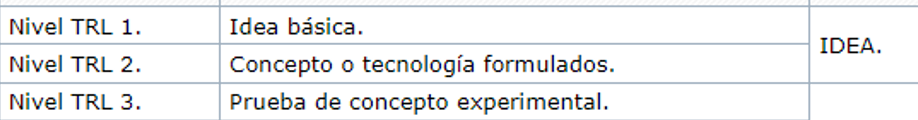 Nivel TRL 1. Idea básica.
IDEA.
Nivel TRL 2. Concepto o tecnología formulados.
Nivel TRL 3. Prueba de concepto experimental.